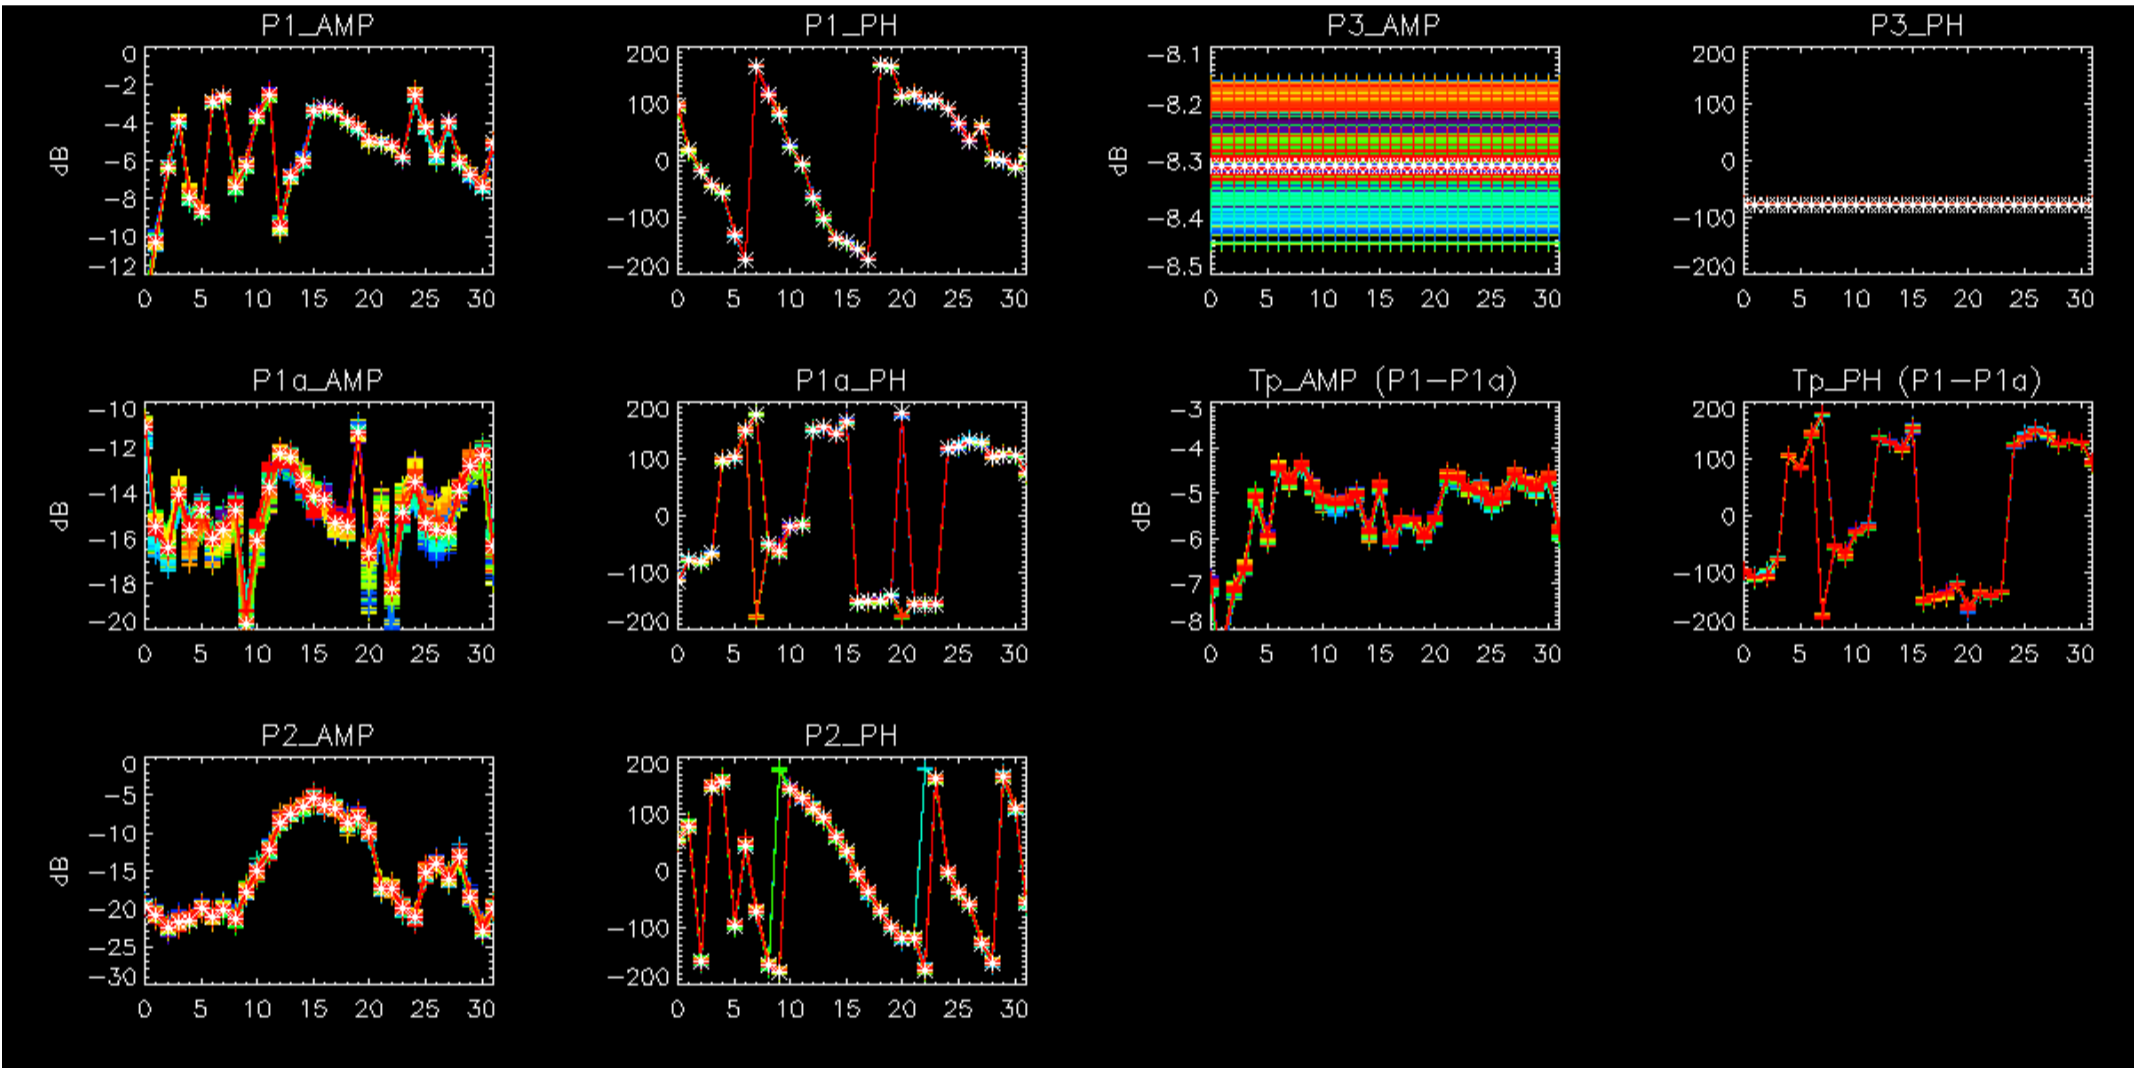 P1_AMP
dB
0
-2
-4
-6
-8
-10
-12
0 5 10 15 20 25 30
P1_PH
200
100
0
-100
-200
0 5 10 15 20 25 30
P3_AMP
dB
-8.1
-8.2
-8.3
-8.4
-8.5
0 5 10 15 20 25 30
P3_PH
200
100
0
-100
-200
0 5 10 15 20 25 30
P1a_AMP
dB
-10
-12
-14
-16
-18
-20
0 5 10 15 20 25 30
P1a_PH
200
100
0
-100
-200
0 5 10 15 20 25 30
Tp_AMP (P1-P1a)
dB
-3
-4
-5
-6
-7
-8
0 5 10 15 20 25 30
Tp_PH (P1-P1a)
200
100
0
-100
-200
0 5 10 15 20 25 30
P2_AMP
dB
0
-5
-10
-15
-20
-25
-30
0 5 10 15 20 25 30
P2_PH
200
100
0
-100
-200
0 5 10 15 20 25 30